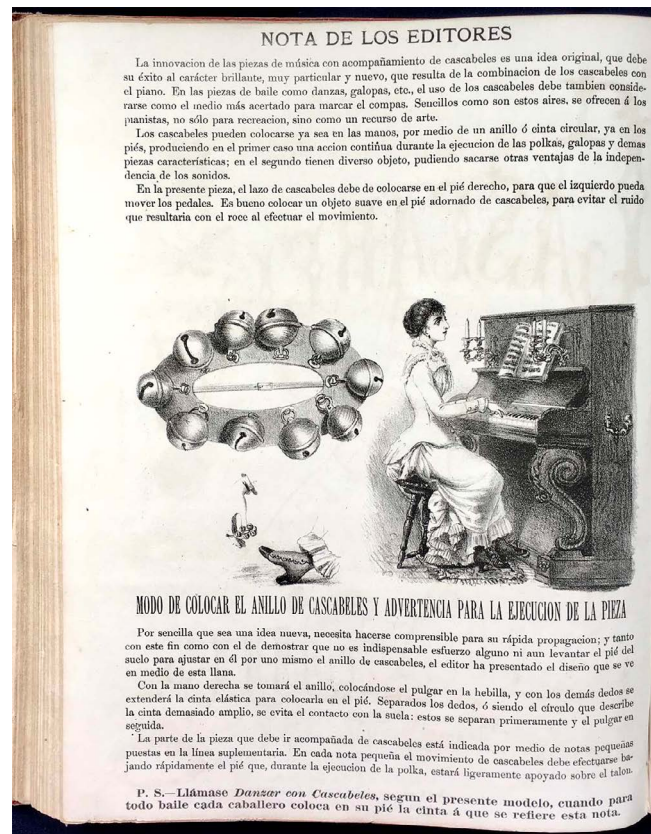 NOTA DE LOS EDITORES
La innovacion de las piezas de música con acompañamiento de cascabeles es una idea original, que debe
su éxito al carácter brillante, muy particular y nuevo, que resulta de la combinacion de los cascabeles con
el piano. En las piezas de baile como danzas, galopas, etc., el uso de los cascabeles debe tambien conside-
rarse como el medio más acertado para marcar el compas. Sencillos como son estos aires, se ofrecen á los
pianistas, no sólo para recreacion, sino como un recurso de arte.
Los cascabeles pueden colocarse ya sea en las manos, por medio de un anillo ó cinta circular, ya en los
piés, produciendo en el primer caso una accion contiñua durante la ejecucion de las polkas, galopas y demas
piezas características; en el segundo tienen diverso objeto, pudiendo sacarse otras ventajas de la indepen-
dencia de los sonidos.
En la presente pieza, el lazo de cascabeles debe de colocarse en el pié derecho, para que el izquierdo pueda
mover los pedales. Es bueno colocar un objeto suave en el pié adornado de cascabeles, para evitar el ruido
que resultaria con el roce al efectuar el movimiento.
MODO DE COLOCAR EL ANILLO DE CASCABELES Y ADVERTENCIA PARA LA EJECUCION DE LA PIEZA
Por sencilla que sea una idea nueva, necesita hacerse comprensible para su rápida propagacion; y tanto
con este fin como con el de demostrar que no es indispensable esfuerzo alguno ni aun levantar el pié del
suelo para ajustar en él por uno mismo el anillo de cascabeles, el editor ha presentado el diseño que se ve
en medio de esta llana.
Con la mano derecha se tomará el anillo, colocándose el pulgar en la hebilla, y con los demás dedos se
extenderá la cinta elástica para colocarla en el pié. Separados los dedos, ó siendo el círculo que describe
la cinta demasiado amplio, se evita el contacto con la suela: estos se separan primeramente y el pulgar en
seguida.
La parte de la pieza que debe ir acompañada de cascabeles está indicada por medio de notas pequeñas
puestas en la línea suplementaria. En cada nota pequeña el movimiento de cascabeles debe efectuarse ba-
jando rápidamente el pié que, durante la ejecucion de la polka, estará ligeramente apoyado sobre el talon.
P. S.—Llámase Danzar con Cascabeles, segun el presente modelo, cuando para
todo baile cada caballero coloca en su pié la cinta á que se refiere esta nota.